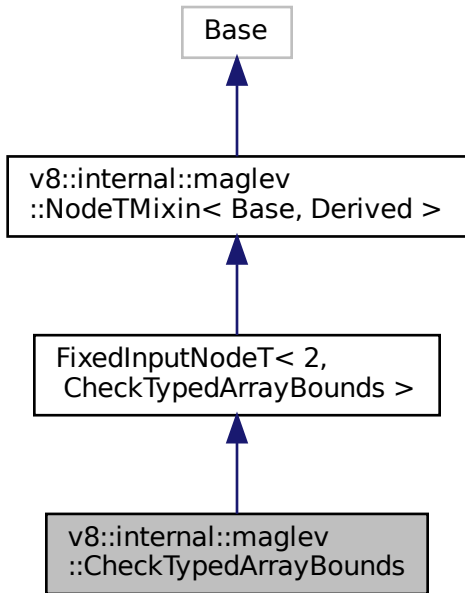 Base
v8::internal::maglev
::NodeTMixin< Base, Derived >
FixedInputNodeT< 2,
CheckTypedArrayBounds >
v8::internal::maglev
::CheckTypedArrayBounds